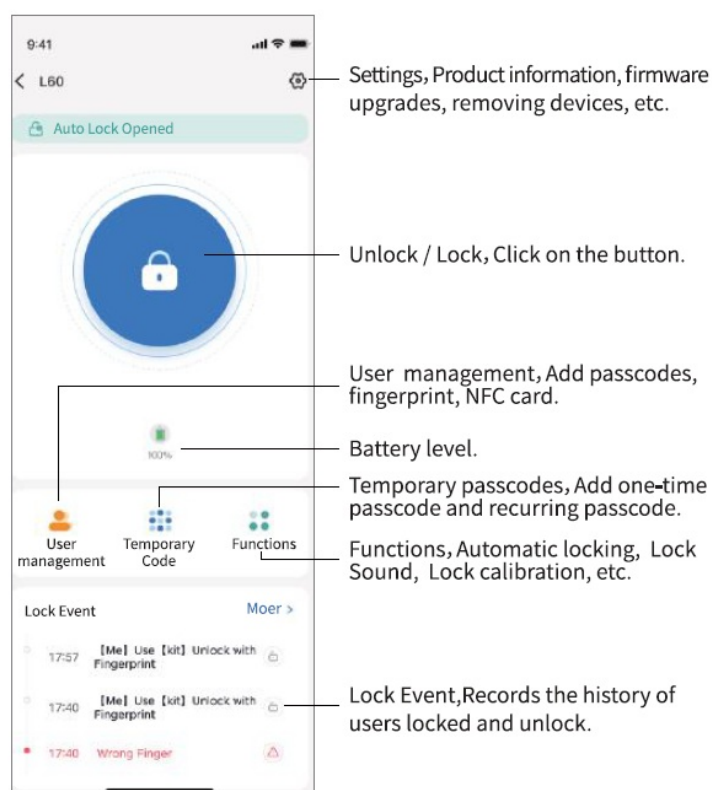 9:41
L60
Settings, Product information, firmware
upgrades, removing devices, etc.
Auto Lock Opened
Unlock / Lock, Click on the button.
User management, Add passcodes,
fingerprint, NFC card.
100%
Battery level.
Temporary passcodes, Add one-time
passcode and recurring passcode.
User
management
Temporary
Code
Functions
Functions, Automatic locking, Lock
Sound, Lock calibration, etc.
Lock Event
Moer >
17:57 【Me】 Use 【kit】 Unlock with
Fingerprint
17:40 【Me】 Use 【kit】 Unlock with
Fingerprint
Lock Event,Records the history of
users locked and unlock.
17:40 Wrong Finger